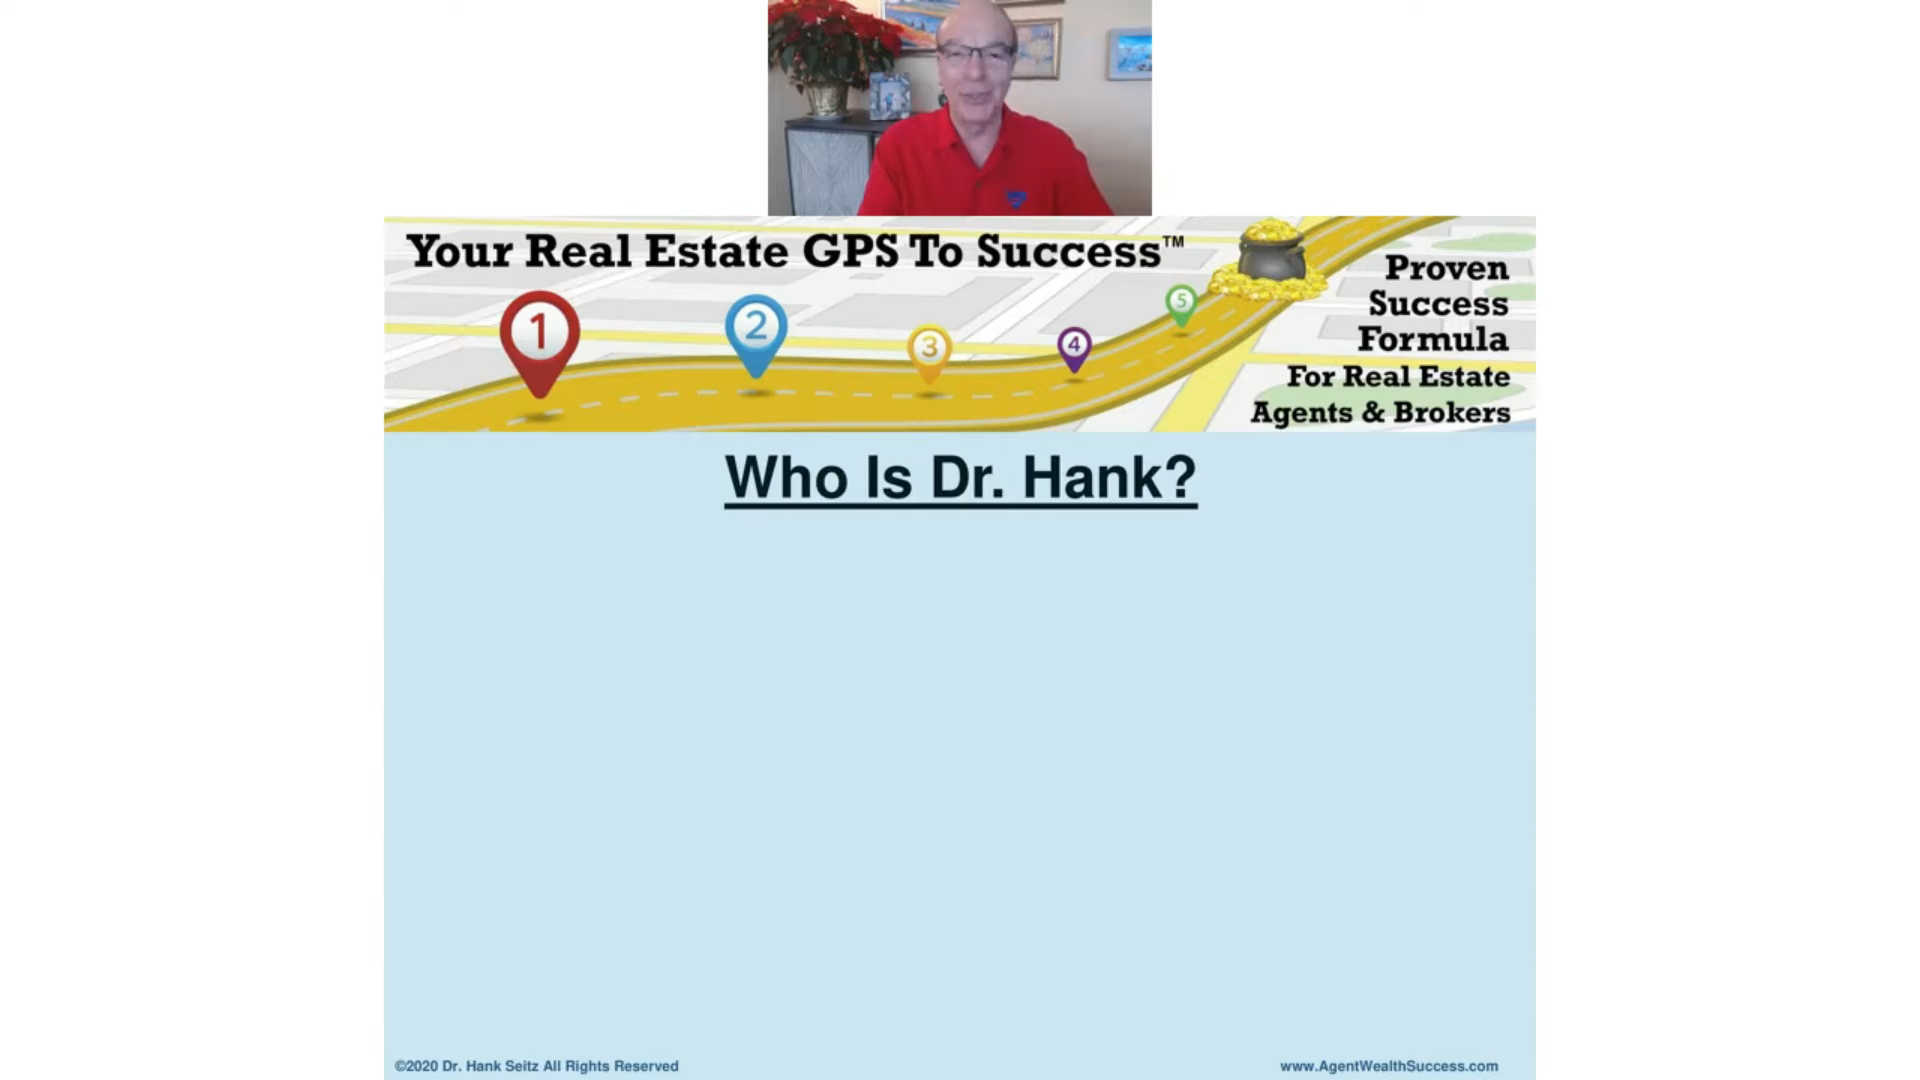 Your Real Estate GPS To Success™
1
2
3
4
5
Proven
Success
Formula
For Real Estate
Agents & Brokers
Who Is Dr. Hank?
©2020 Dr. Hank Seitz All Rights Reserved
www.AgentWealthSuccess.com